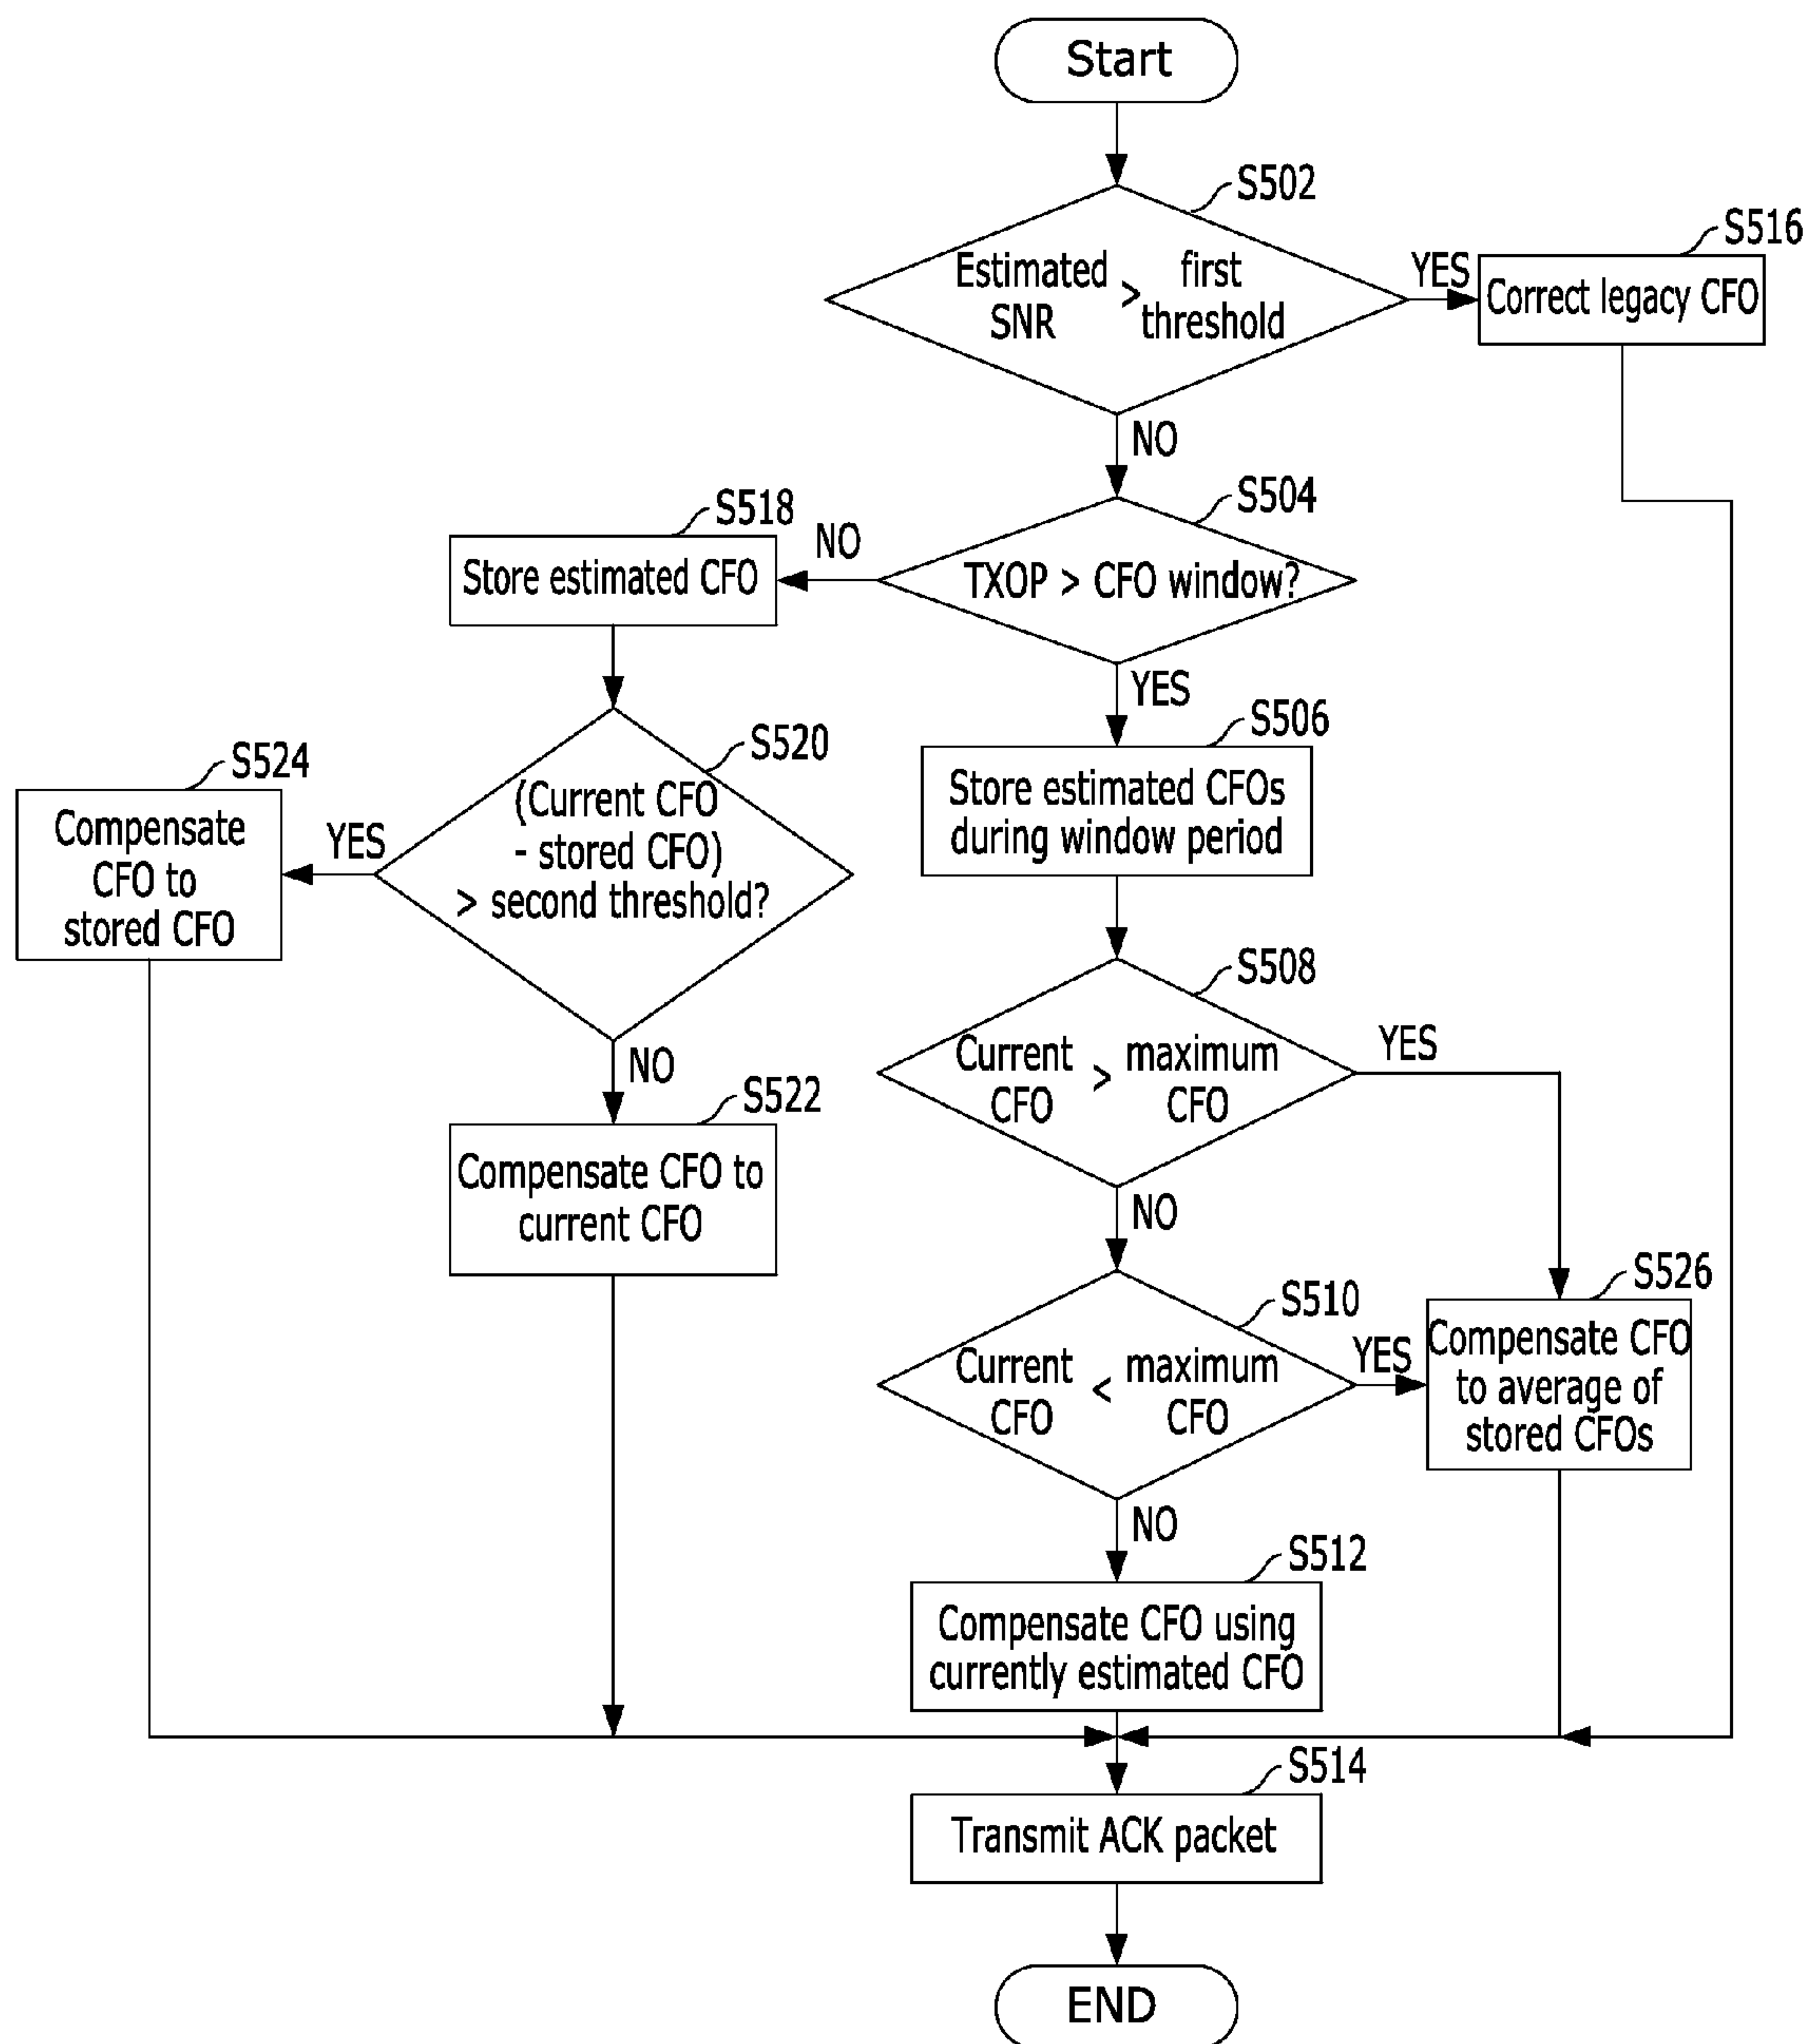 Start
S502
Estimated SNR > first threshold
YES
S516
Correct legacy CFO
NO
S504
TXOP > CFO window?
NO
S518
Store estimated CFO
YES
S506
Store estimated CFOs
during window period
S520
(Current CFO
- stored CFO)
> second threshold?
YES
S524
Compensate
CFO to
stored CFO
NO
S522
Compensate CFO to
current CFO
S508
Current CFO > maximum CFO
YES
NO
S510
Current CFO < maximum CFO
YES
S526
Compensate CFO
to average of
stored CFOs
NO
S512
Compensate CFO using
currently estimated CFO
S514
Transmit ACK packet
END